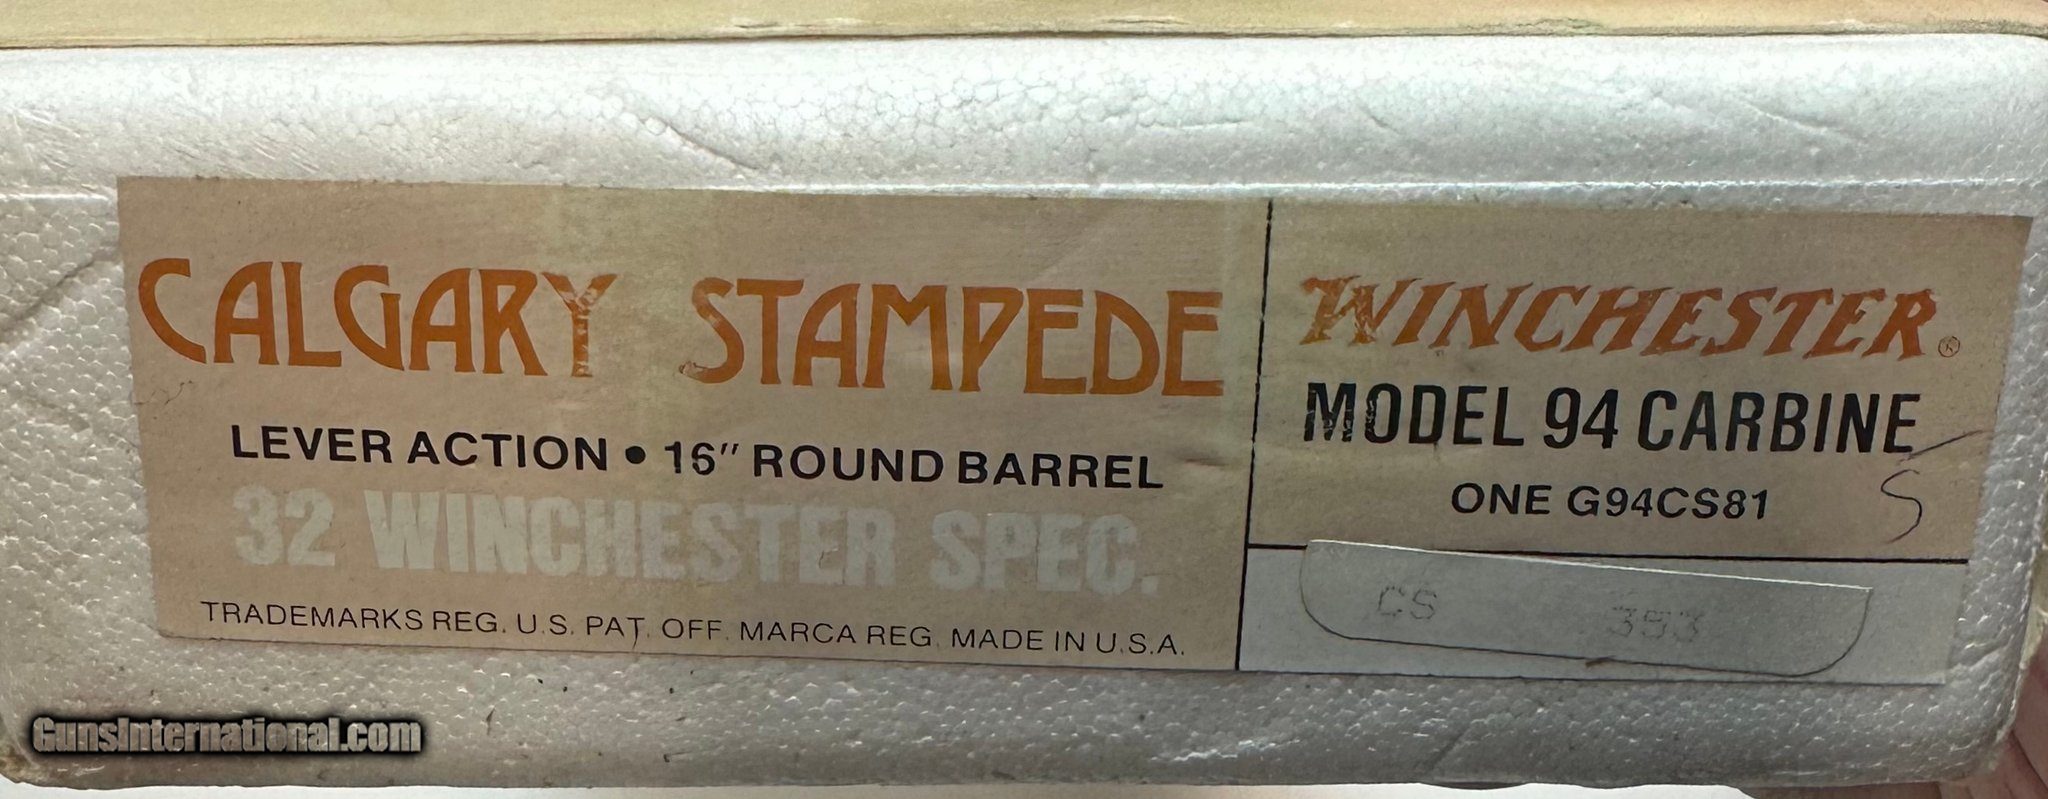 CALGARY STAMPEDE
LEVER ACTION • 16″ ROUND BARREL
32 WINCHESTER SPEC.
TRADEMARKS REG. U.S. PAT. OFF. MARCA REG. MADE IN U.S.A.
WINCHESTER®
MODEL 94 CARBINE
ONE G94CS81
S
CS 393
GunsInternational.com